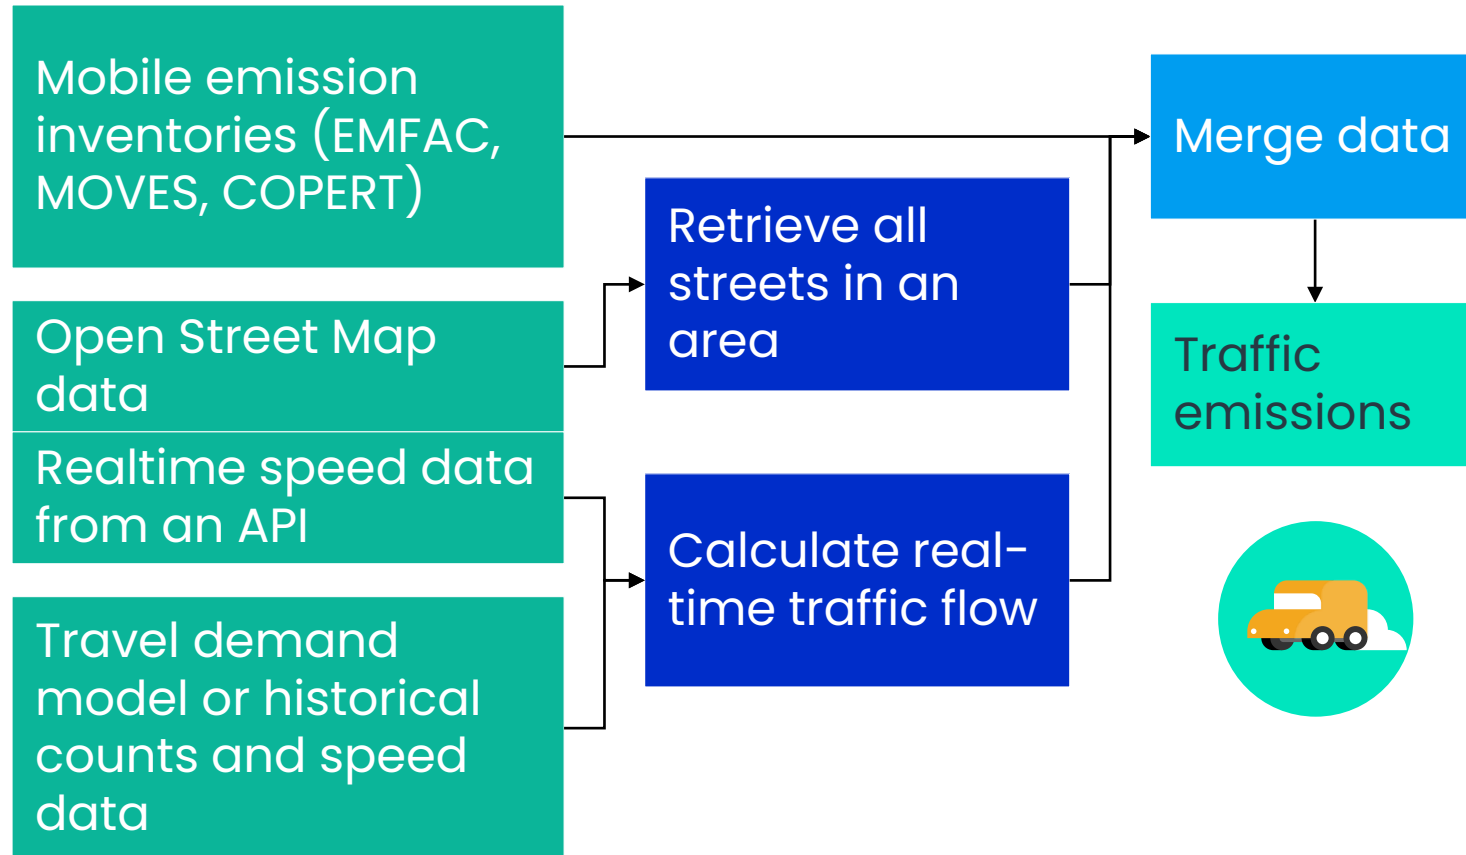 Mobile emission
inventories (EMFAC,
MOVES, COPERT)
Open Street Map
data
Realtime speed data
from an API
Travel demand
model or historical
counts and speed
data
Retrieve all
streets in an
area
Calculate real-
time traffic flow
Merge data
Traffic
emissions